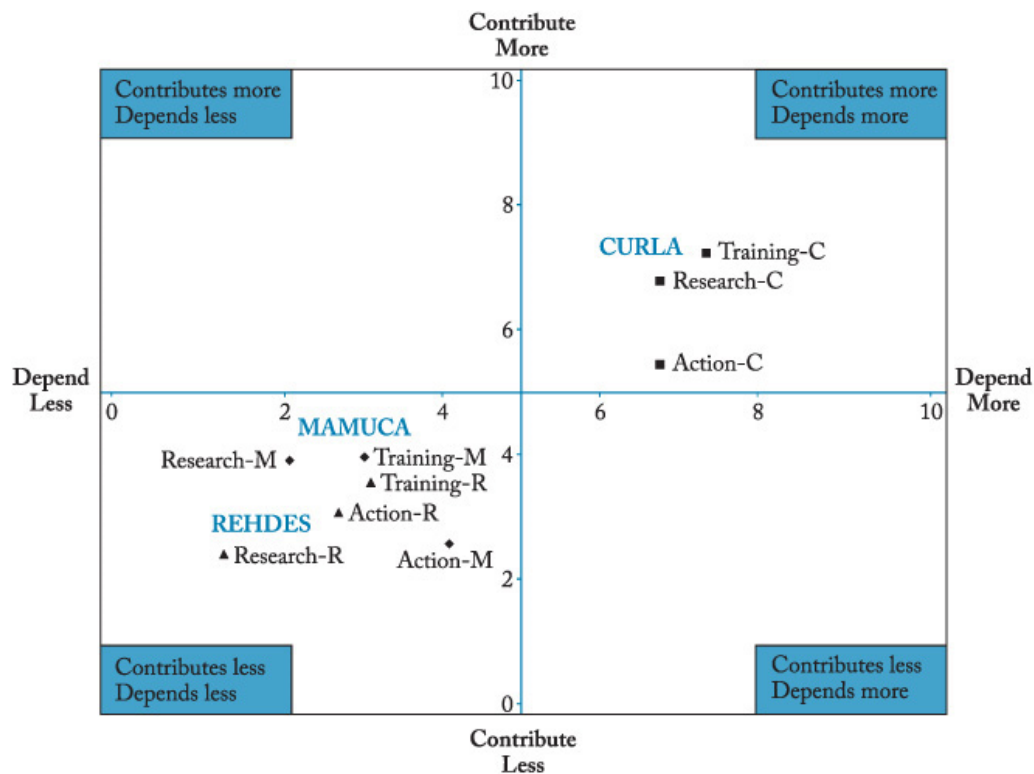 Contribute
More
Contributes more
Depends less
10
Contributes more
Depends more
8
CURLA
Training-C
Research-C
6
Action-C
Depend
Less
0
2
4
6
8
10
Depend
More
MAMUCA
Research-M
Training-M
4
Training-R
REHDES
Action-R
Research-R
Action-M
2
Contributes less
Depends less
0
Contributes less
Depends more
Contribute
Less